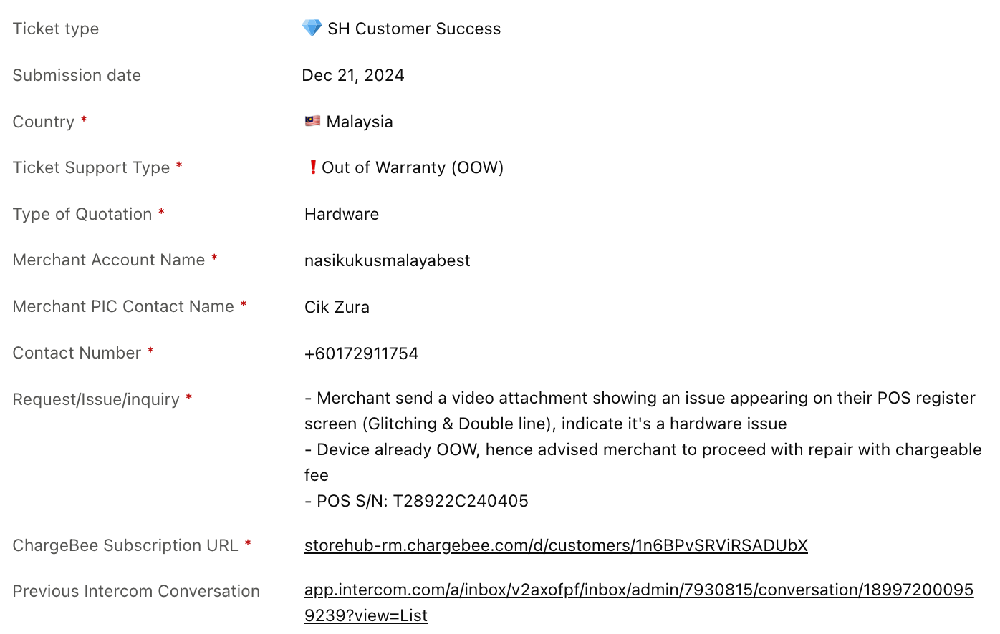 Ticket type
💎 SH Customer Success
Submission date
Dec 21, 2024
Country *
🇲🇾 Malaysia
Ticket Support Type *
❗Out of Warranty (OOW)
Type of Quotation *
Hardware
Merchant Account Name *
nasikukusmalayabest
Merchant PIC Contact Name *
Cik Zura
Contact Number *
+60172911754
Request/Issue/inquiry *
- Merchant send a video attachment showing an issue appearing on their POS register
screen (Glitching & Double line), indicate it's a hardware issue
- Device already OOW, hence advised merchant to proceed with repair with chargeable
fee
- POS S/N: T28922C240405
ChargeBee Subscription URL *
storehub-rm.chargebee.com/d/customers/1n6BPvSRViRSADUbX
Previous Intercom Conversation
app.intercom.com/a/inbox/v2axofpf/inbox/admin/7930815/conversation/18997200095
9239?view=List